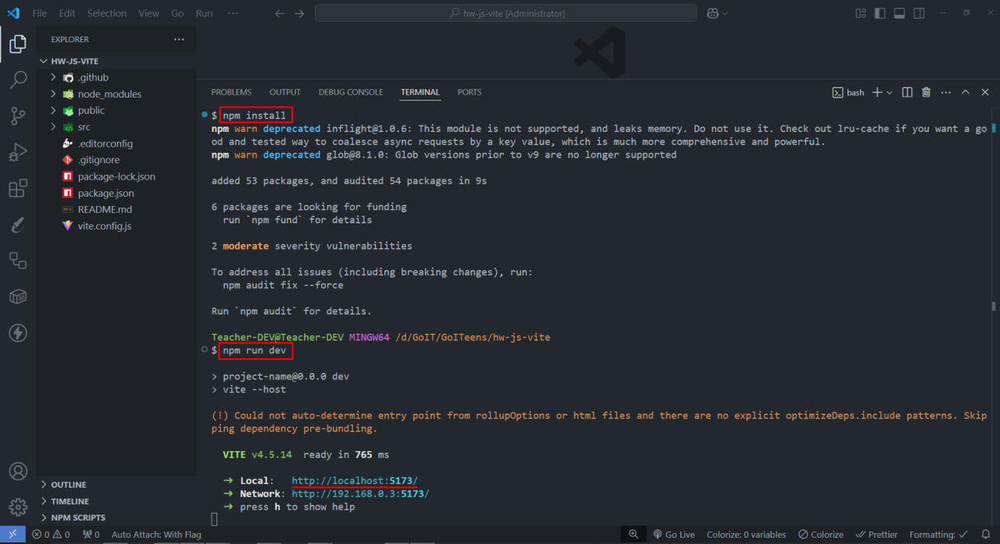 File Edit Selection View Go Run ··· hw-js-vite [Administrator]
EXPLORER ···
HW-JS-VITE
.github
node_modules
public
src
.editorconfig
.gitignore
package-lock.json
package.json
README.md
vite.config.js
OUTLINE
TIMELINE
NPM SCRIPTS
PROBLEMS OUTPUT DEBUG CONSOLE TERMINAL PORTS bash
$ npm install
npm warn deprecated inflight@1.0.6: This module is not supported, and leaks memory. Do not use it. Check out lru-cache if you want a go
od and tested way to coalesce async requests by a key value, which is much more comprehensive and powerful.
npm warn deprecated glob@8.1.0: Glob versions prior to v9 are no longer supported
added 53 packages, and audited 54 packages in 9s
6 packages are looking for funding
run `npm fund` for details
2 moderate severity vulnerabilities
To address all issues (including breaking changes), run:
npm audit fix --force
Run `npm audit` for details.
Teacher-DEV@Teacher-DEV MINGW64 /d/GoIT/GoITeens/hw-js-vite
$ npm run dev
> project-name@0.0.0 dev
> vite --host
(!) Could not auto-determine entry point from rollupOptions or html files and there are no explicit optimizeDeps.include patterns. Skip
ping dependency pre-bundling.
VITE v4.5.14 ready in 765 ms
➜ Local: http://localhost:5173/
➜ Network: http://192.168.0.3:5173/
➜ press h to show help
0 0 0 Auto Attach: With Flag Go Live Colorize: 0 variables Colorize Prettier Formatting: ✓